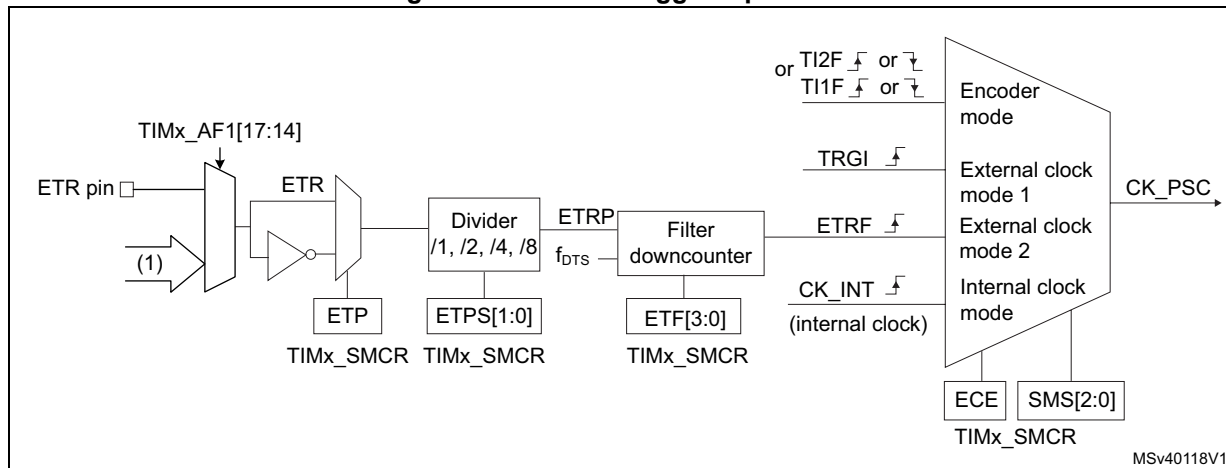 or TI2F or
TI1F or
Encoder
mode
TIMx_AF1[17:14]
ETR pin
ETR
TRGI
External clock
mode 1
CK_PSC
Divider
/1, /2, /4, /8
ETRP
Filter
downcounter
fDTS
ETRF
External clock
mode 2
(1)
CK_INT
(internal clock)
Internal clock
mode
ETP
ETPS[1:0]
ETF[3:0]
TIMx_SMCR
TIMx_SMCR
TIMx_SMCR
ECE
SMS[2:0]
TIMx_SMCR
MSv40118V1